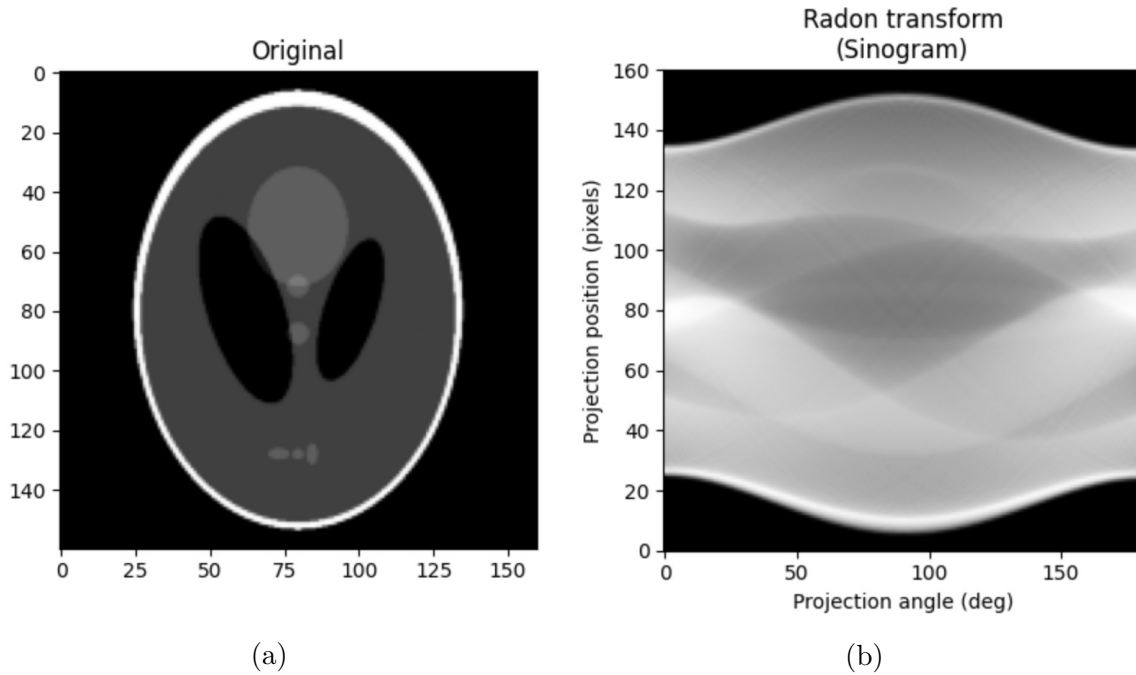 Original
0
20
40
60
80
100
120
140
0 25 50 75 100 125 150
(a)
Radon transform
(Sinogram)
Projection position (pixels)
160
140
120
100
80
60
40
20
0
0 50 100 150
Projection angle (deg)
(b)